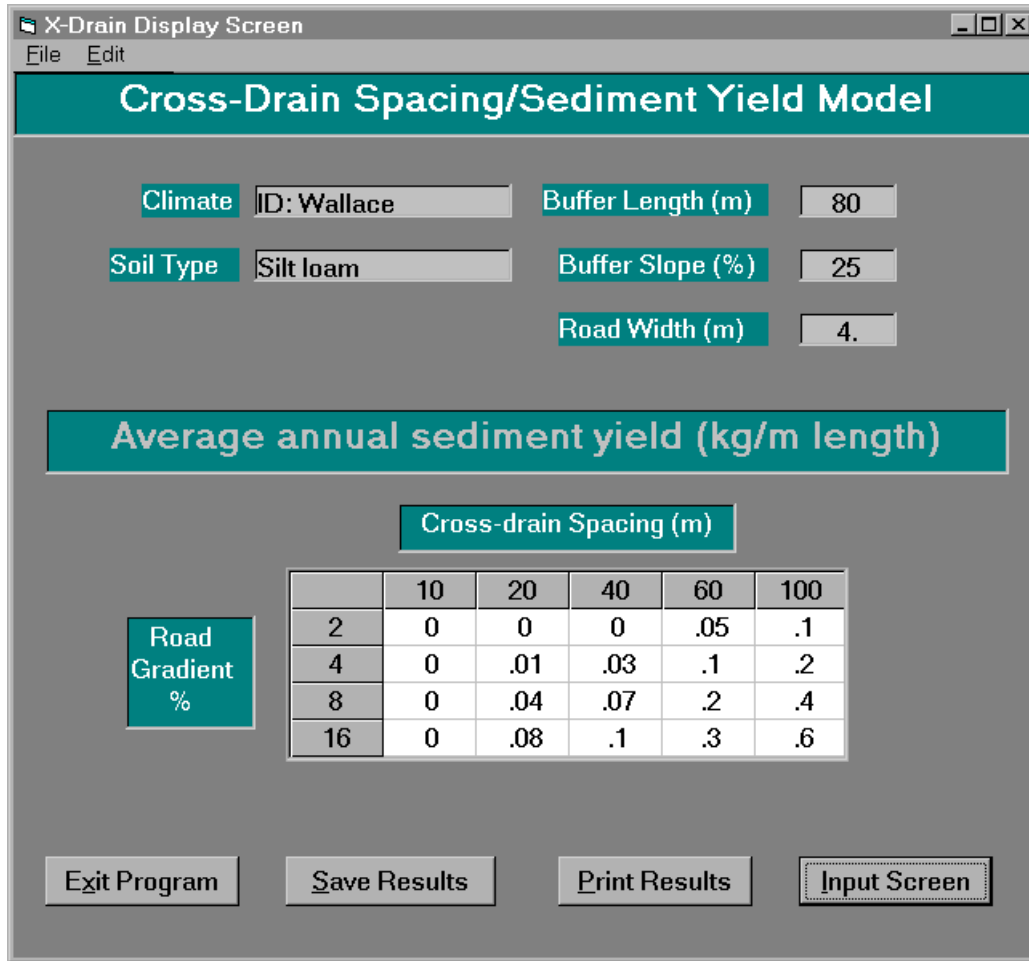 X-Drain Display Screen
File Edit
Cross-Drain Spacing/Sediment Yield Model
Climate ID: Wallace Buffer Length (m) 80
Soil Type Silt loam Buffer Slope (%) 25
Road Width (m) 4.
Average annual sediment yield (kg/m length)
Cross-drain Spacing (m)
10 20 40 60 100
Road
Gradient
%
2 0 0 0 .05 .1
4 0 .01 .03 .1 .2
8 0 .04 .07 .2 .4
16 0 .08 .1 .3 .6
Exit Program Save Results Print Results Input Screen